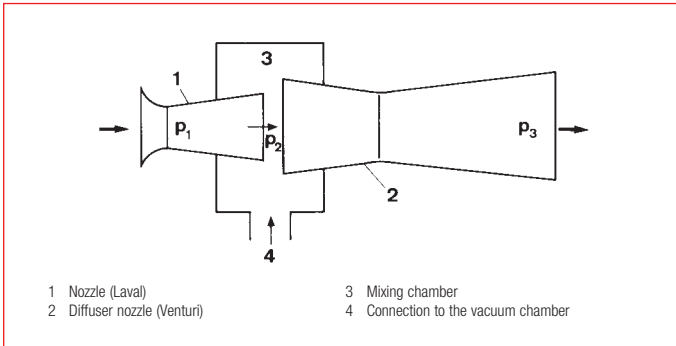 3
1
p1
p2
p3
2
4
1 Nozzle (Laval)
2 Diffuser nozzle (Venturi)
3 Mixing chamber
4 Connection to the vacuum chamber